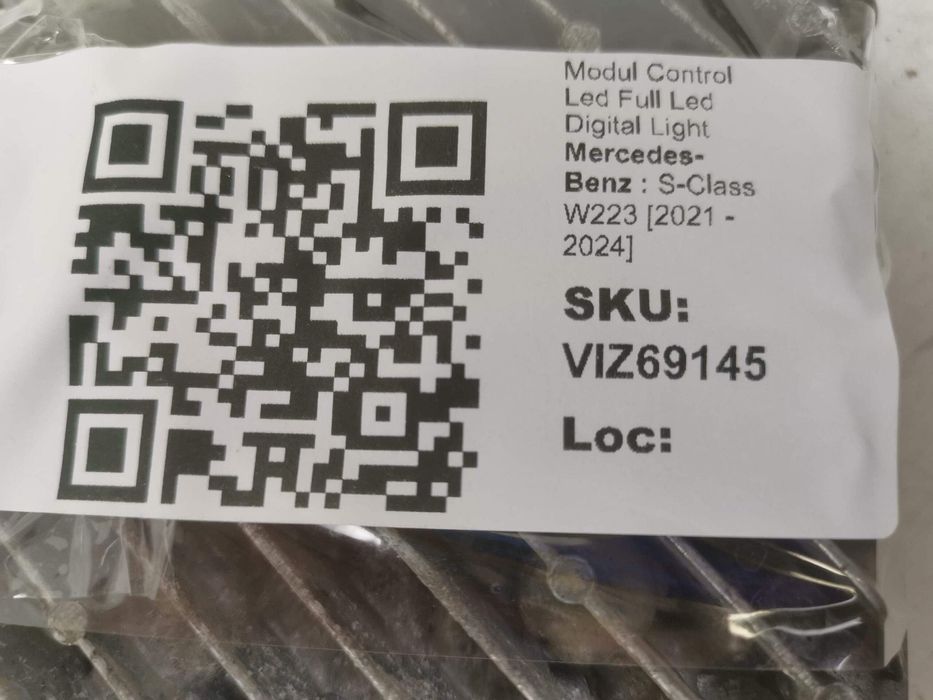 Modul Control
Led Full Led
Digital Light
Mercedes-
Benz : S-Class
W223 [2021 -
2024]
SKU:
VIZ69145
Loc: